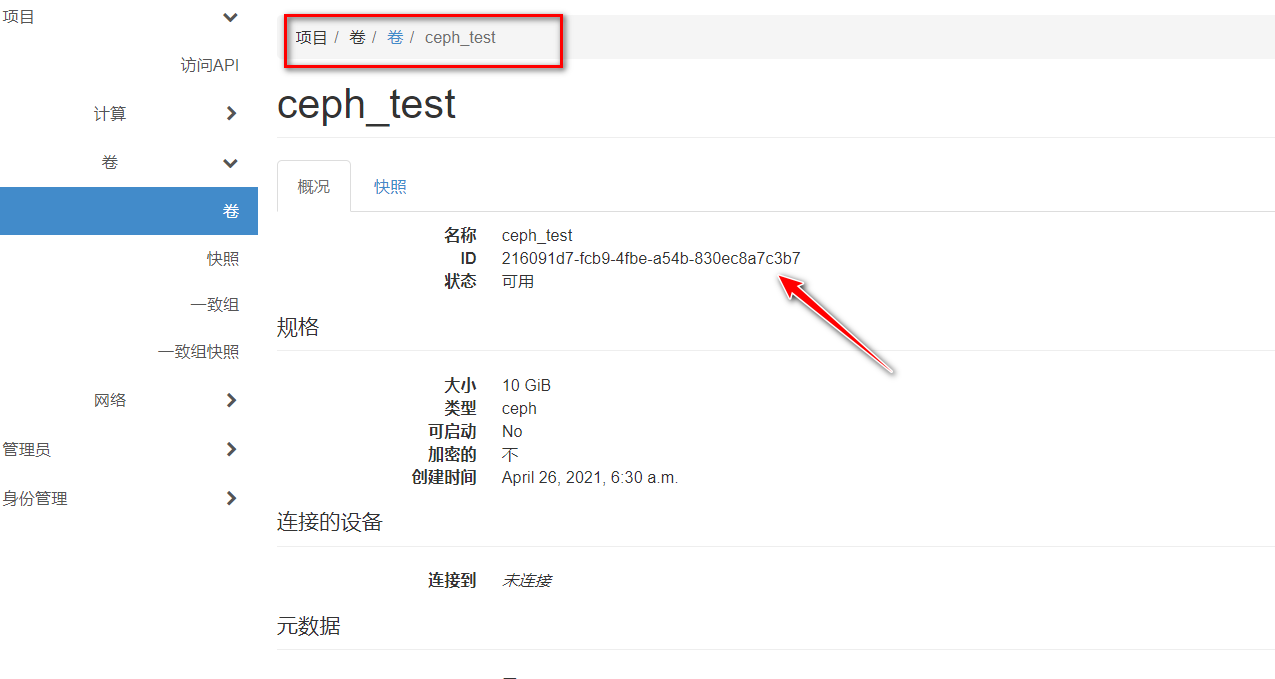 项目
访问API
计算
卷
卷
快照
一致组
一致组快照
网络
管理员
身份管理
项目 / 卷 / 卷 / ceph_test
ceph_test
概况 快照
名称 ceph_test
ID 216091d7-fcb9-4fbe-a54b-830ec8a7c3b7
状态 可用
规格
大小 10 GiB
类型 ceph
可启动 No
加密的 不
创建时间 April 26, 2021, 6:30 a.m.
连接的设备
连接到 未连接
元数据